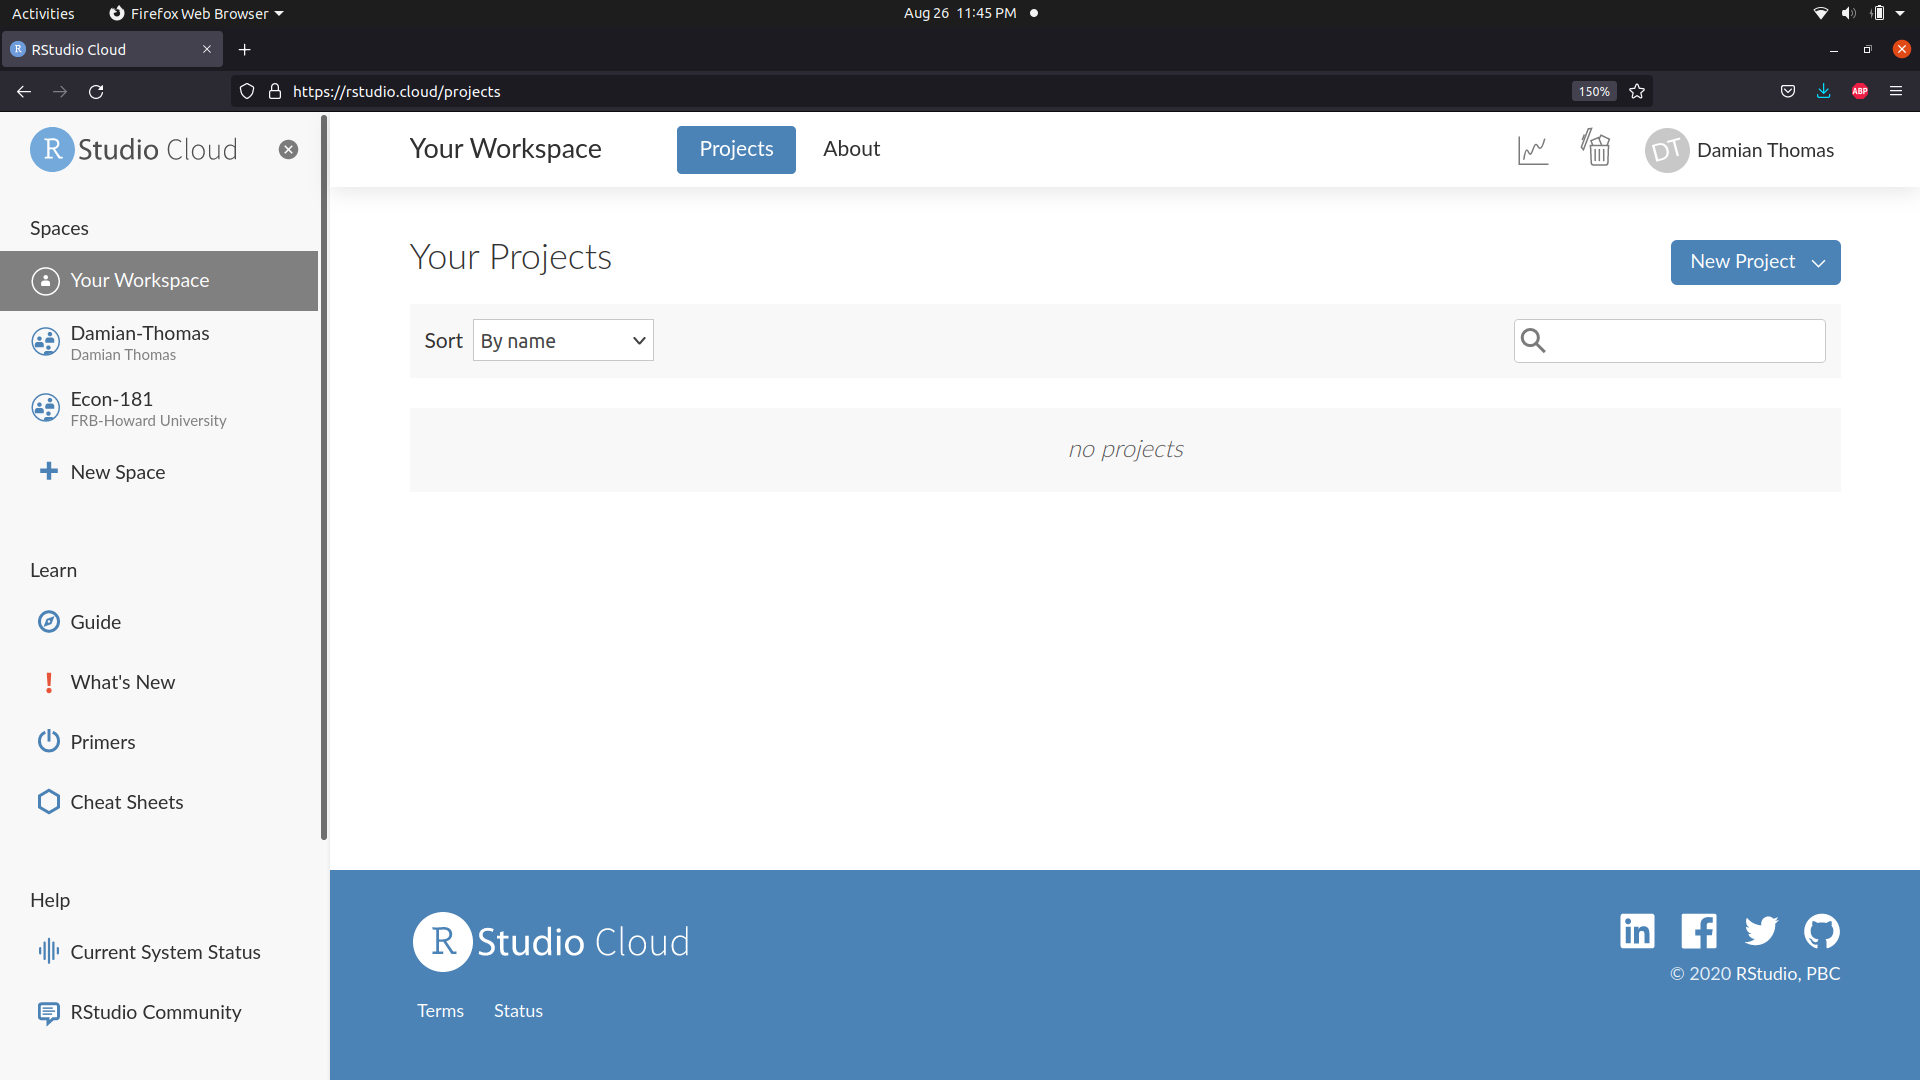 Activities
Firefox Web Browser
Aug 26 11:45 PM
R RStudio Cloud
https://rstudio.cloud/projects
150%
ABP
R Studio Cloud
Your Workspace
Projects
About
DT Damian Thomas
Spaces
Your Workspace
Damian-Thomas
Damian Thomas
Econ-181
FRB-Howard University
New Space
Learn
Guide
What's New
Primers
Cheat Sheets
Help
Current System Status
RStudio Community
Your Projects
New Project
Sort By name
no projects
R Studio Cloud
© 2020 RStudio, PBC
Terms Status